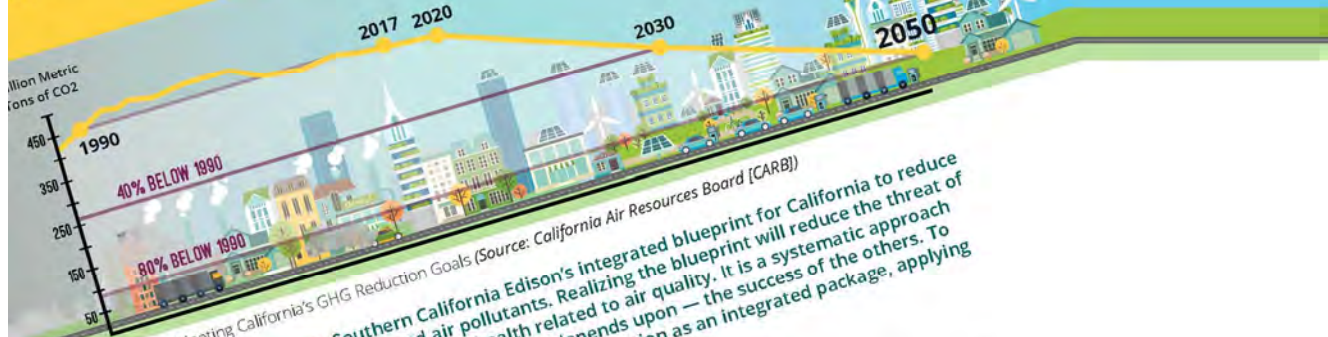 2017 2020
2030
2050
Metric
Tons of CO2
450
1990
350
40% BELOW 1990
250
150
80% BELOW 1990
50
California's GHG Reduction Goals (Source: California Air Resources Board [CARB])
Southern California Edison's integrated blueprint for California to reduce
air pollutants. Realizing the blueprint will reduce the threat of
related to air quality. It is a systematic approach
upon — the success of the others. To
as an integrated package, applying